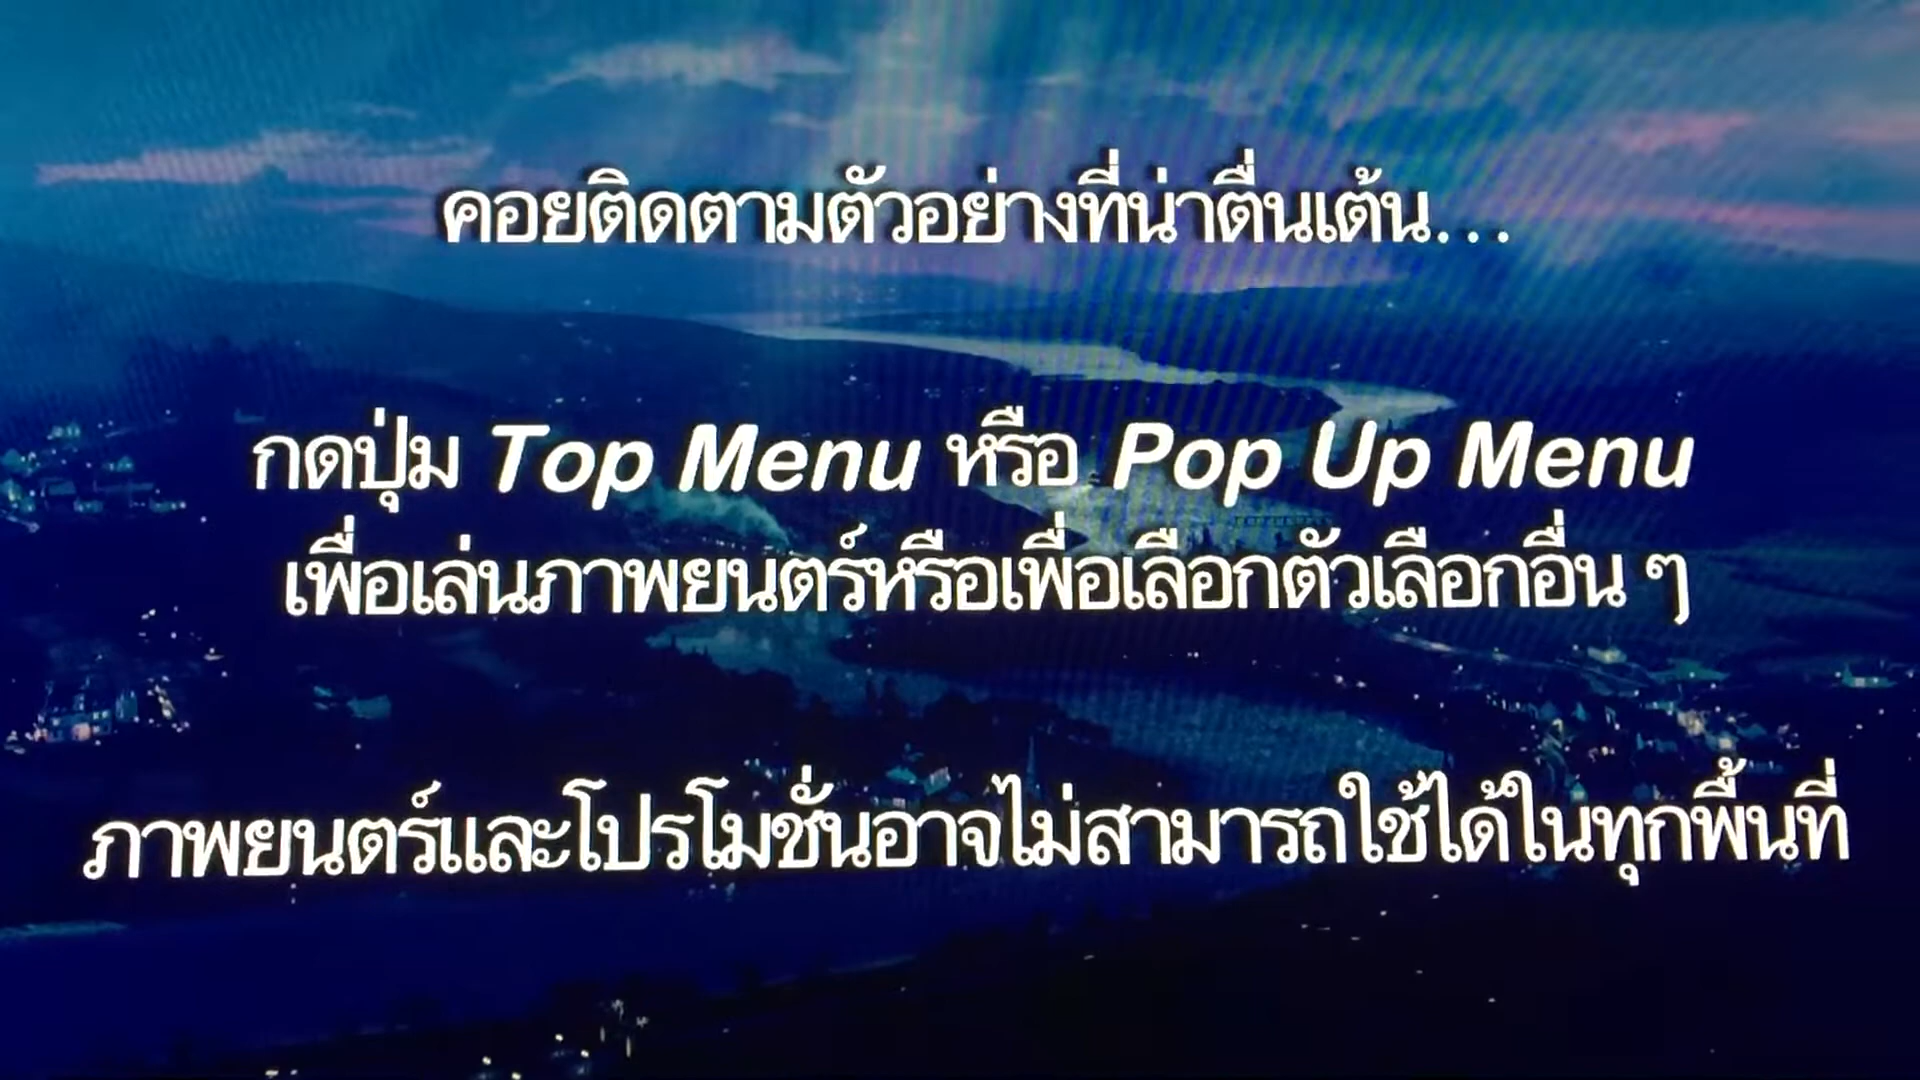 คอยติดตามตัวอย่างที่น่าตื่นเต้น...
กดปุ่ม Top Menu หรือ Pop Up Menu
เพื่อเล่นภาพยนตร์หรือเพื่อเลือกตัวเลือกอื่น ๆ
ภาพยนตร์และโปรโมชั่นอาจไม่สามารถใช้ได้ในทุกพื้นที่